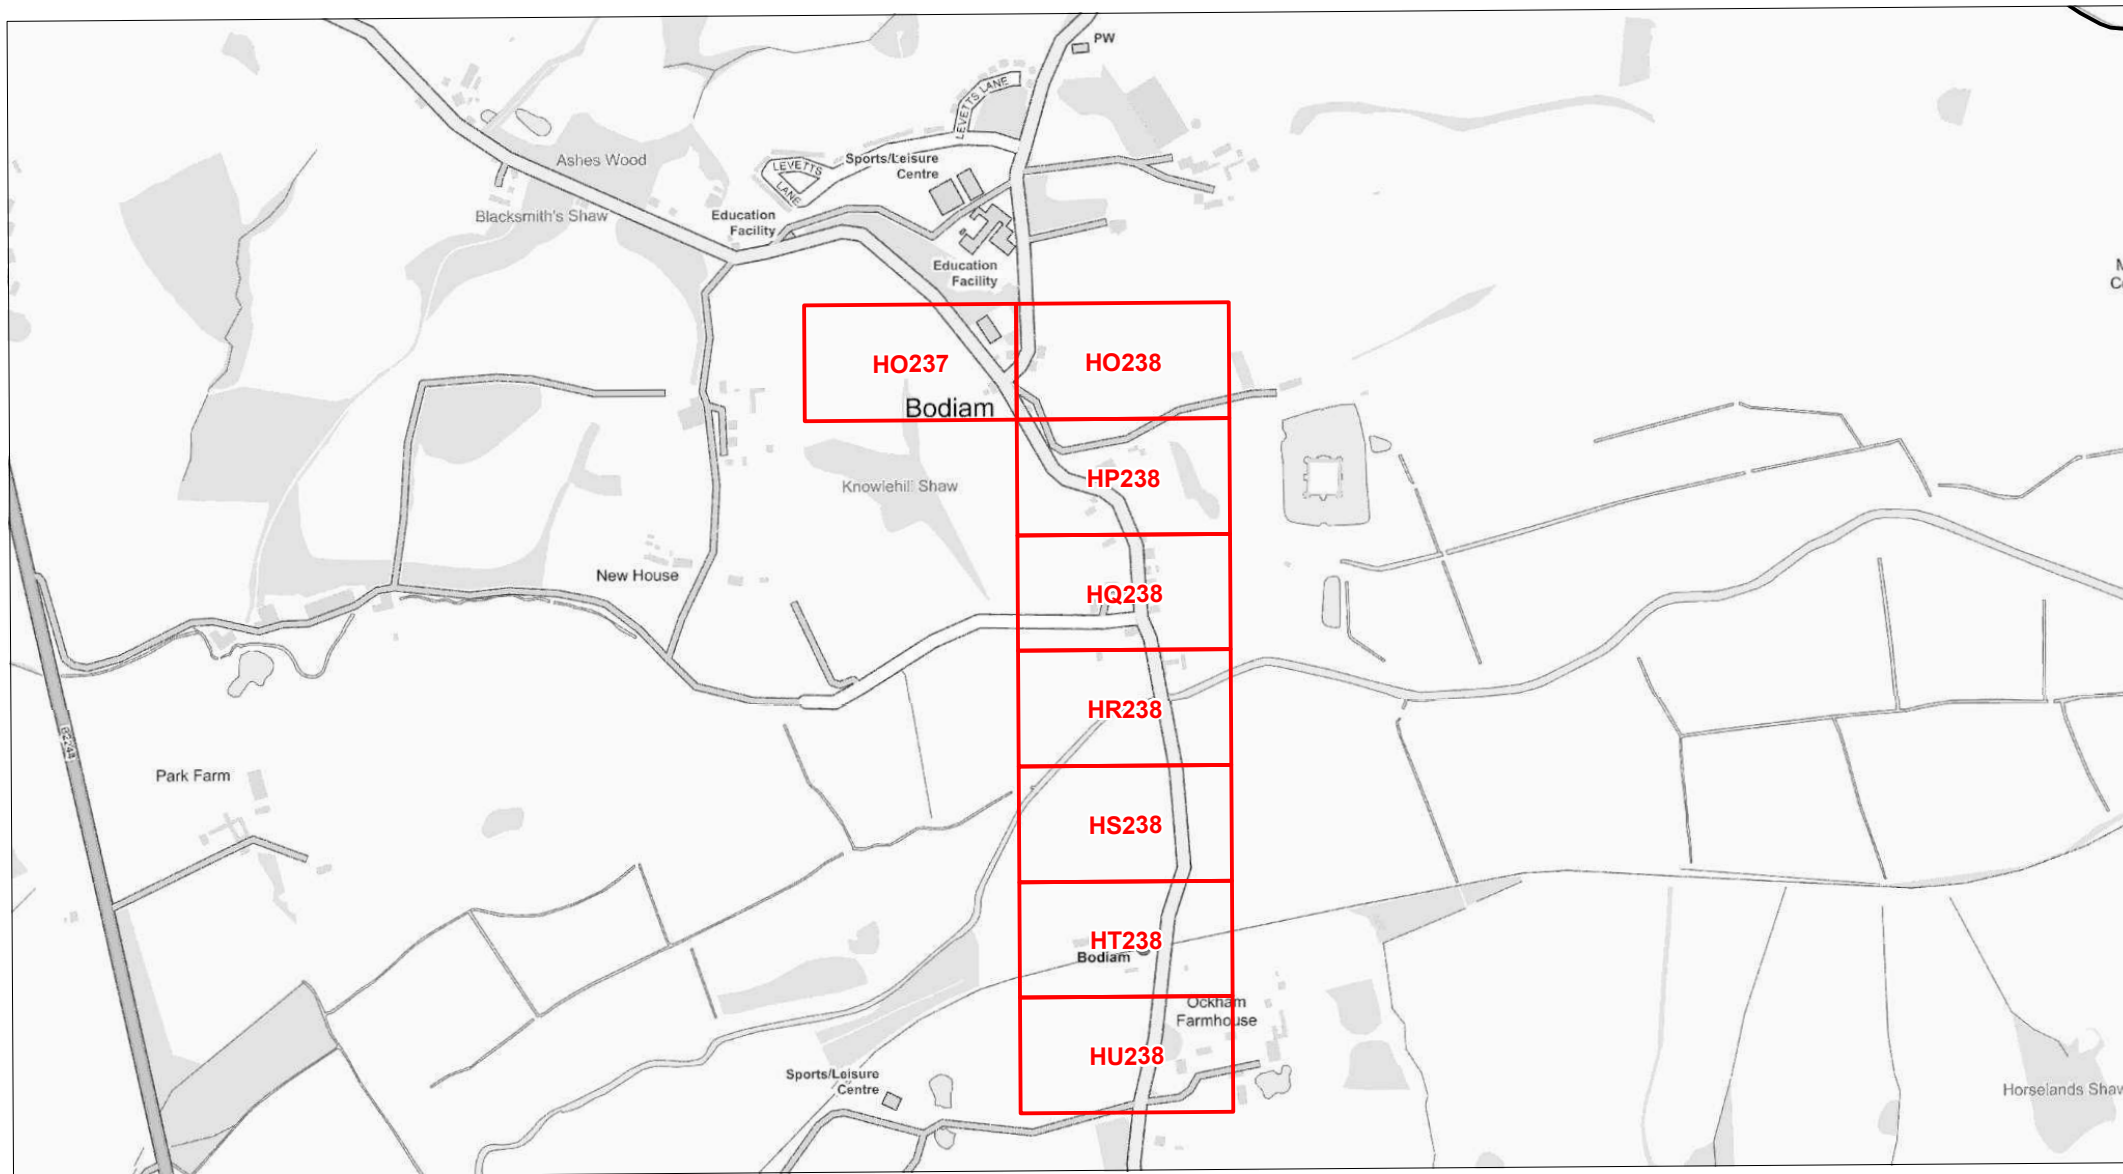 PW
LEVETTS LANE
Ashes Wood
Sports/Leisure
Centre
LEVETTS
LANE
Blacksmith's Shaw
Education
Facility
Education
Facility
M
HO237
HO238
Bodiam
HP238
Knowlehill Shaw
New House
HQ238
HR238
B2244
Park Farm
HS238
HT238
Bodiam
Ockham
Farmhouse
HU238
Sports/Leisure
Centre
Horselands Shaw